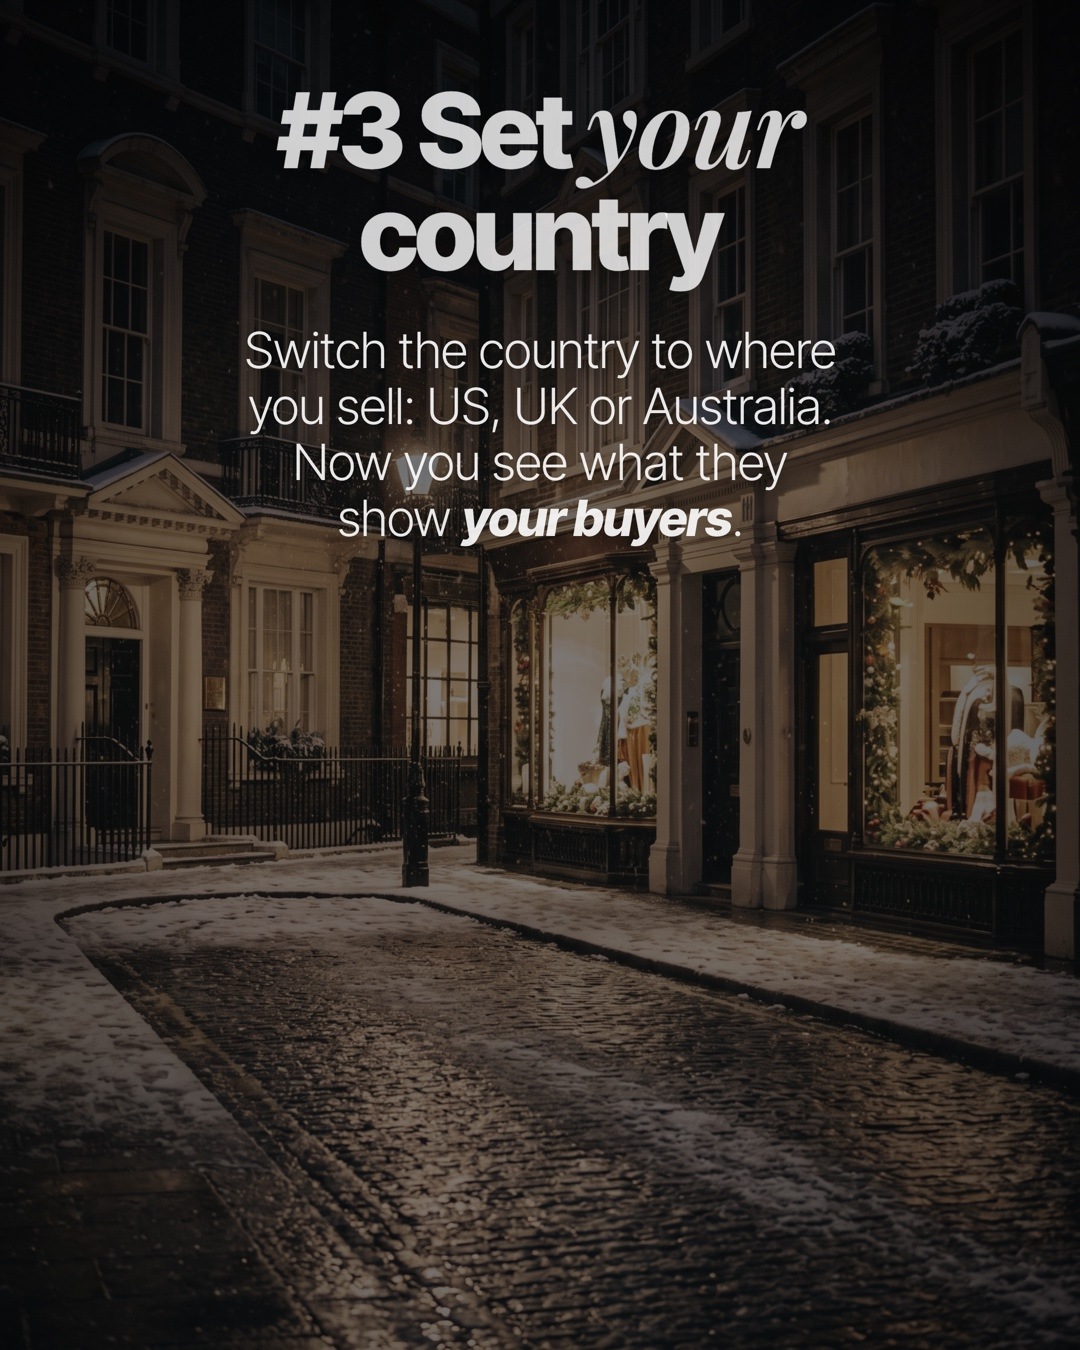 #3 Set your
country
Switch the country to where
you sell: US, UK or Australia.
Now you see what they
show your buyers.